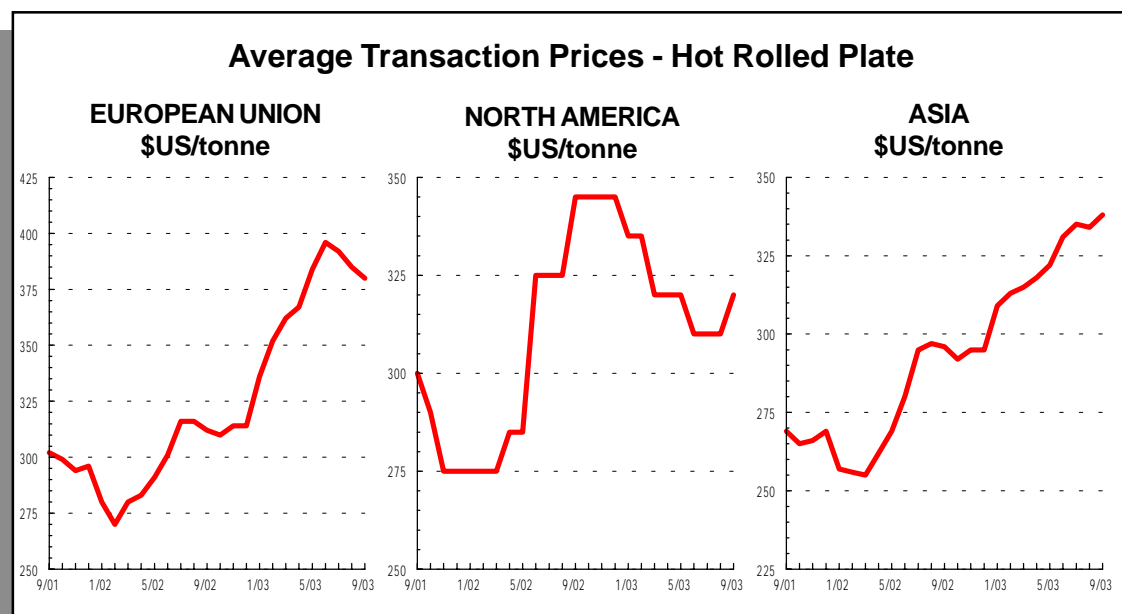 Average Transaction Prices - Hot Rolled Plate
EUROPEAN UNION
$US/tonne
425
400
375
350
325
300
275
250
9/01 1/02 5/02 9/02 1/03 5/03 9/03
NORTH AMERICA
$US/tonne
350
325
300
275
250
9/01 1/02 5/02 9/02 1/03 5/03 9/03
ASIA
$US/tonne
350
325
300
275
250
225
9/01 1/02 5/02 9/02 1/03 5/03 9/03